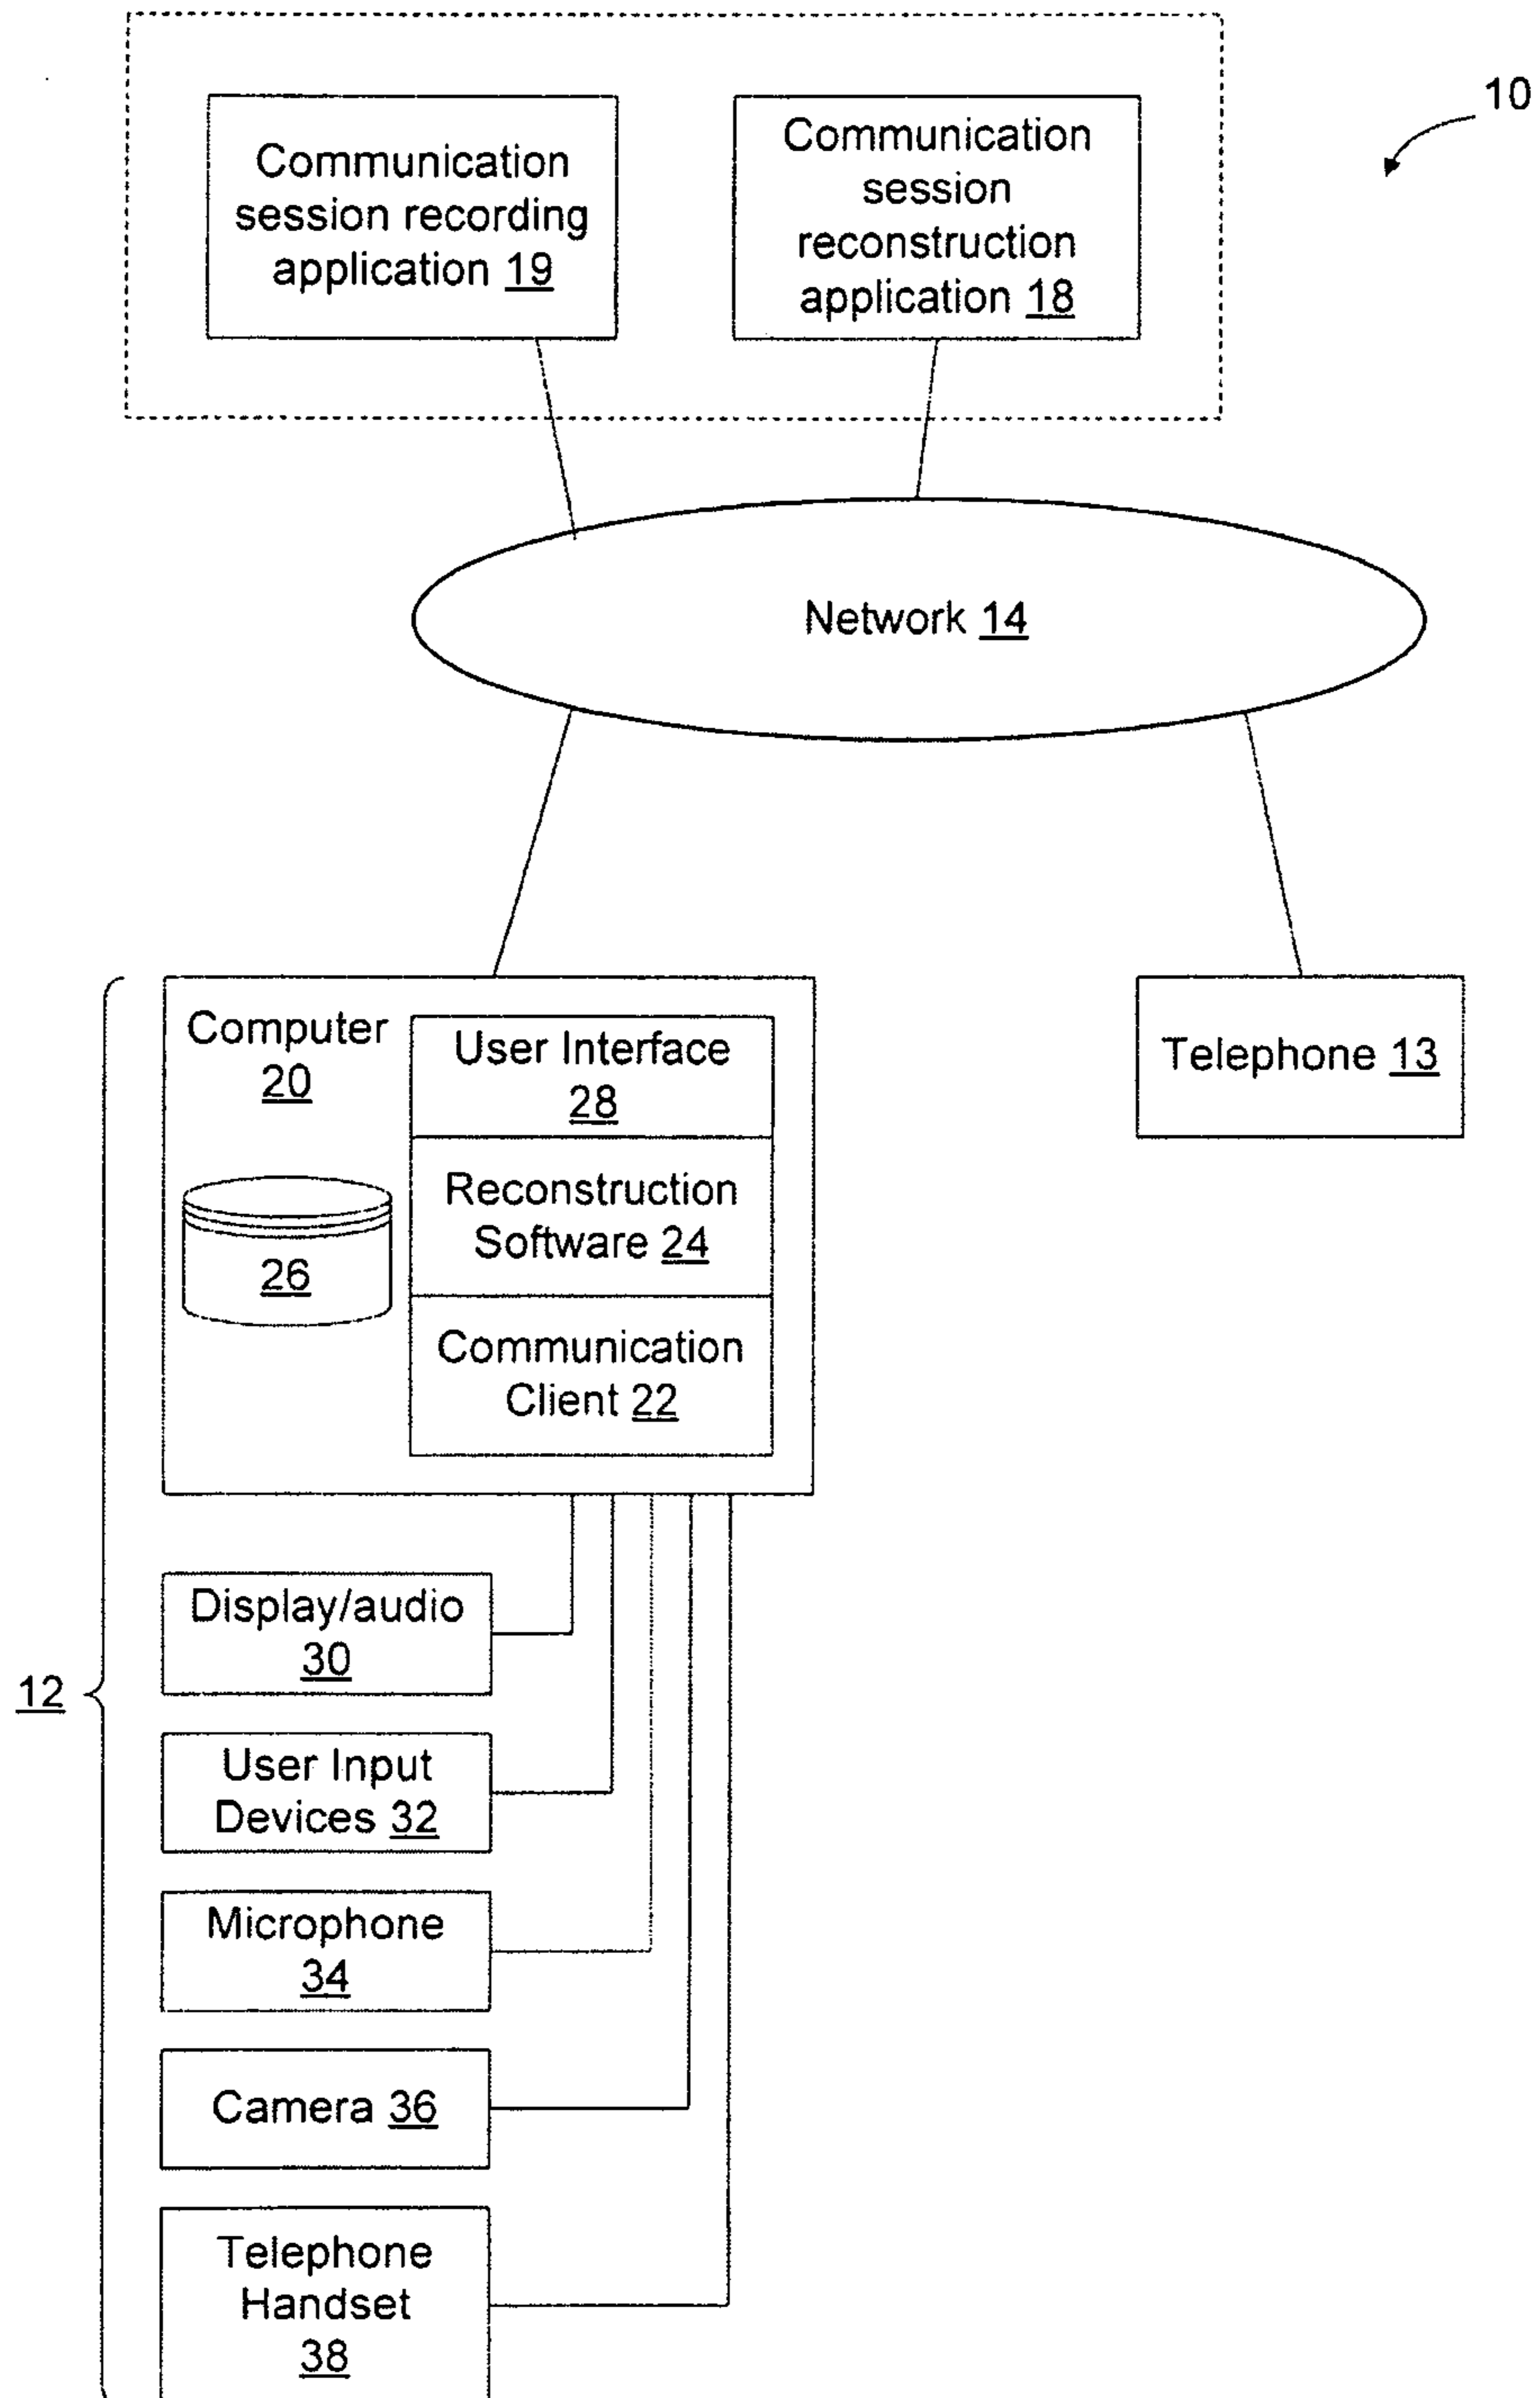 10
Communication
session recording
application 19
Communication
session
reconstruction
application 18
Network 14
Computer
20
User Interface
28
Reconstruction
Software 24
26
Communication
Client 22
Telephone 13
12
Display/audio
30
User Input
Devices 32
Microphone
34
Camera 36
Telephone
Handset
38